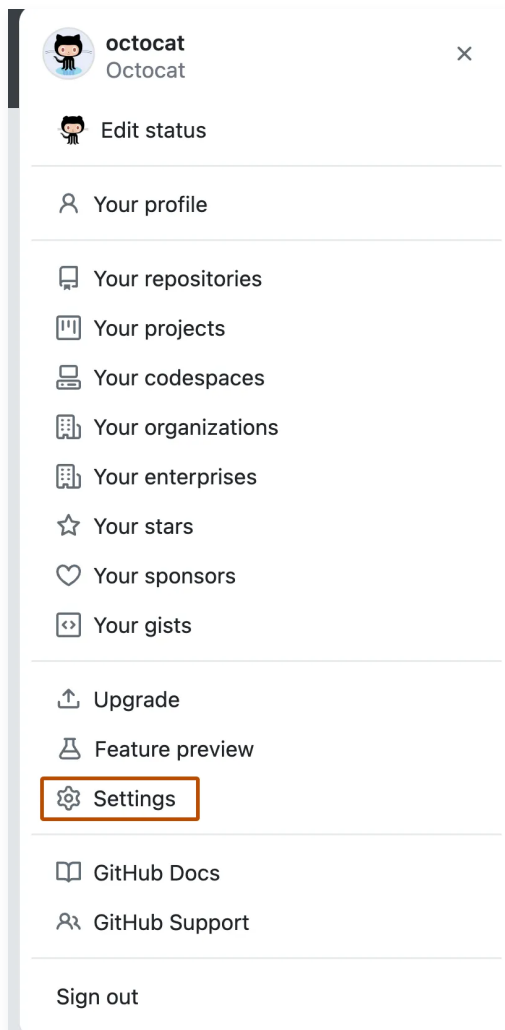 octocat
Octocat
Edit status
Your profile
Your repositories
Your projects
Your codespaces
Your organizations
Your enterprises
Your stars
Your sponsors
Your gists
Upgrade
Feature preview
Settings
GitHub Docs
GitHub Support
Sign out